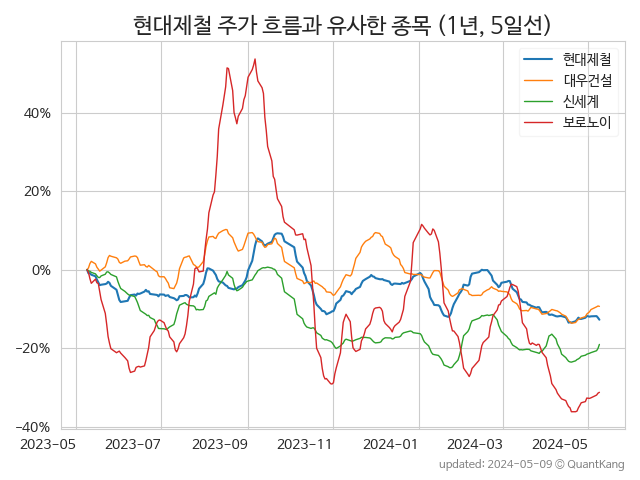 현대제철 주가 흐름과 유사한 종목 (1년, 5일선)
현대제철
대우건설
신세계
보로노이
40%
20%
0%
−20%
−40%
2023-05 2023-07 2023-09 2023-11 2024-01 2024-03 2024-05
updated: 2024-05-09 © QuantKang